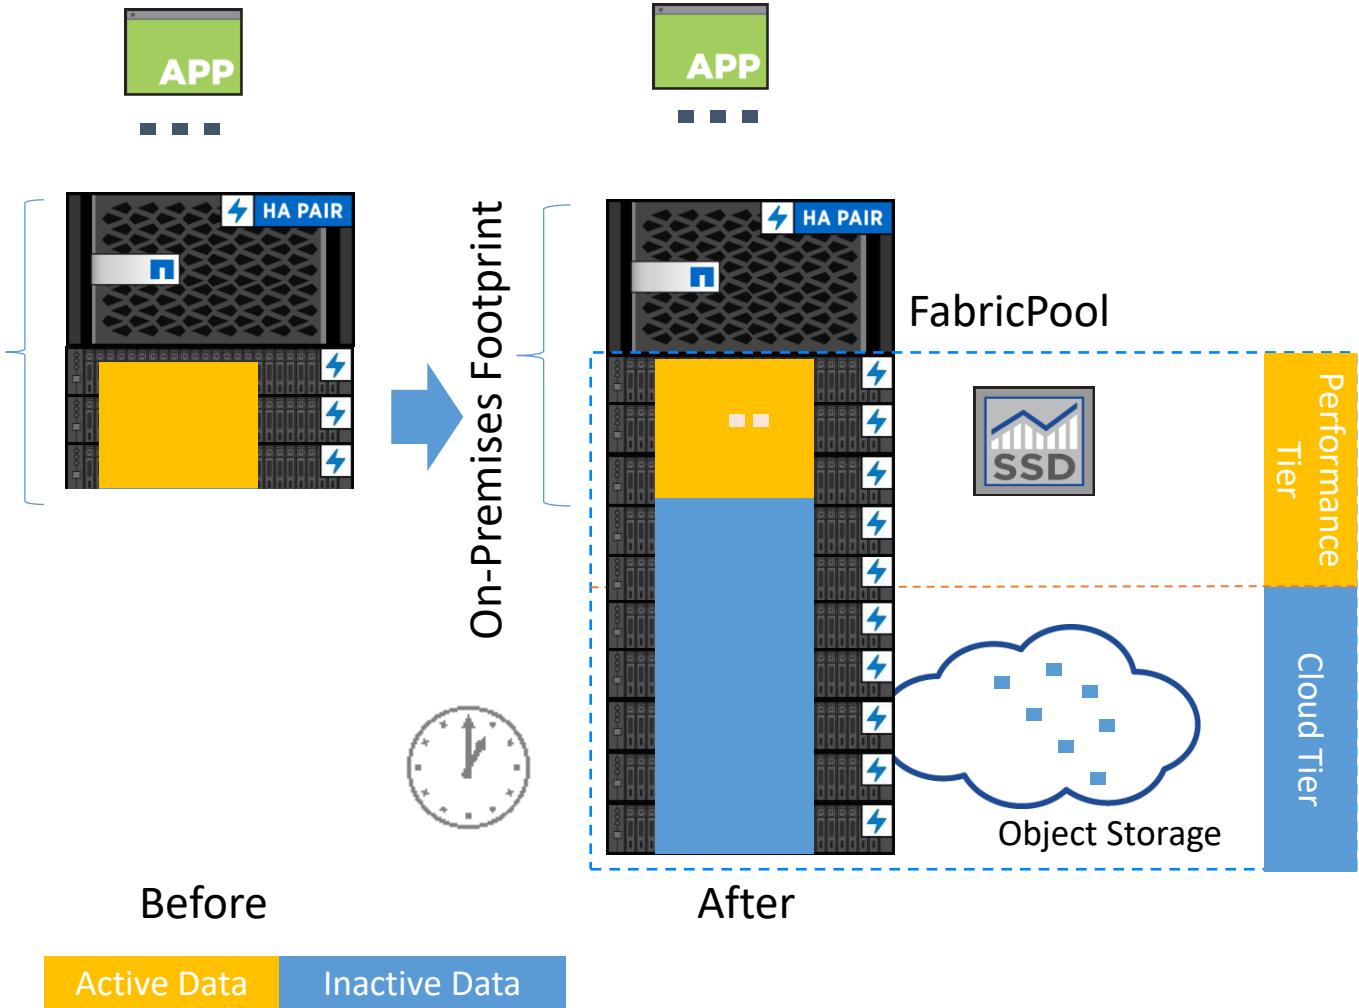 APP
APP
HA PAIR
HA PAIR
On-Premises Footprint
FabricPool
SSD
Performance
Tier
Cloud Tier
Object Storage
Before
After
Active Data
Inactive Data